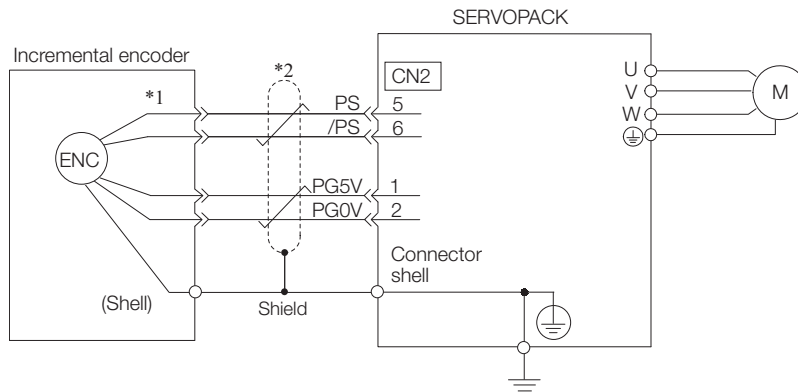 SERVOPACK
Incremental encoder
*1
*2
CN2
PS 5
/PS 6
ENC
PG5V 1
PG0V 2
U
V
W
M
Connector
shell
(Shell)
Shield